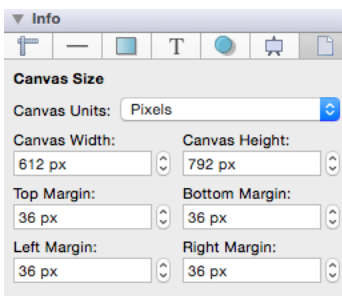 Info
T
Canvas Size
Canvas Units: Pixels
Canvas Width: Canvas Height:
612 px 792 px
Top Margin: Bottom Margin:
36 px 36 px
Left Margin: Right Margin:
36 px 36 px